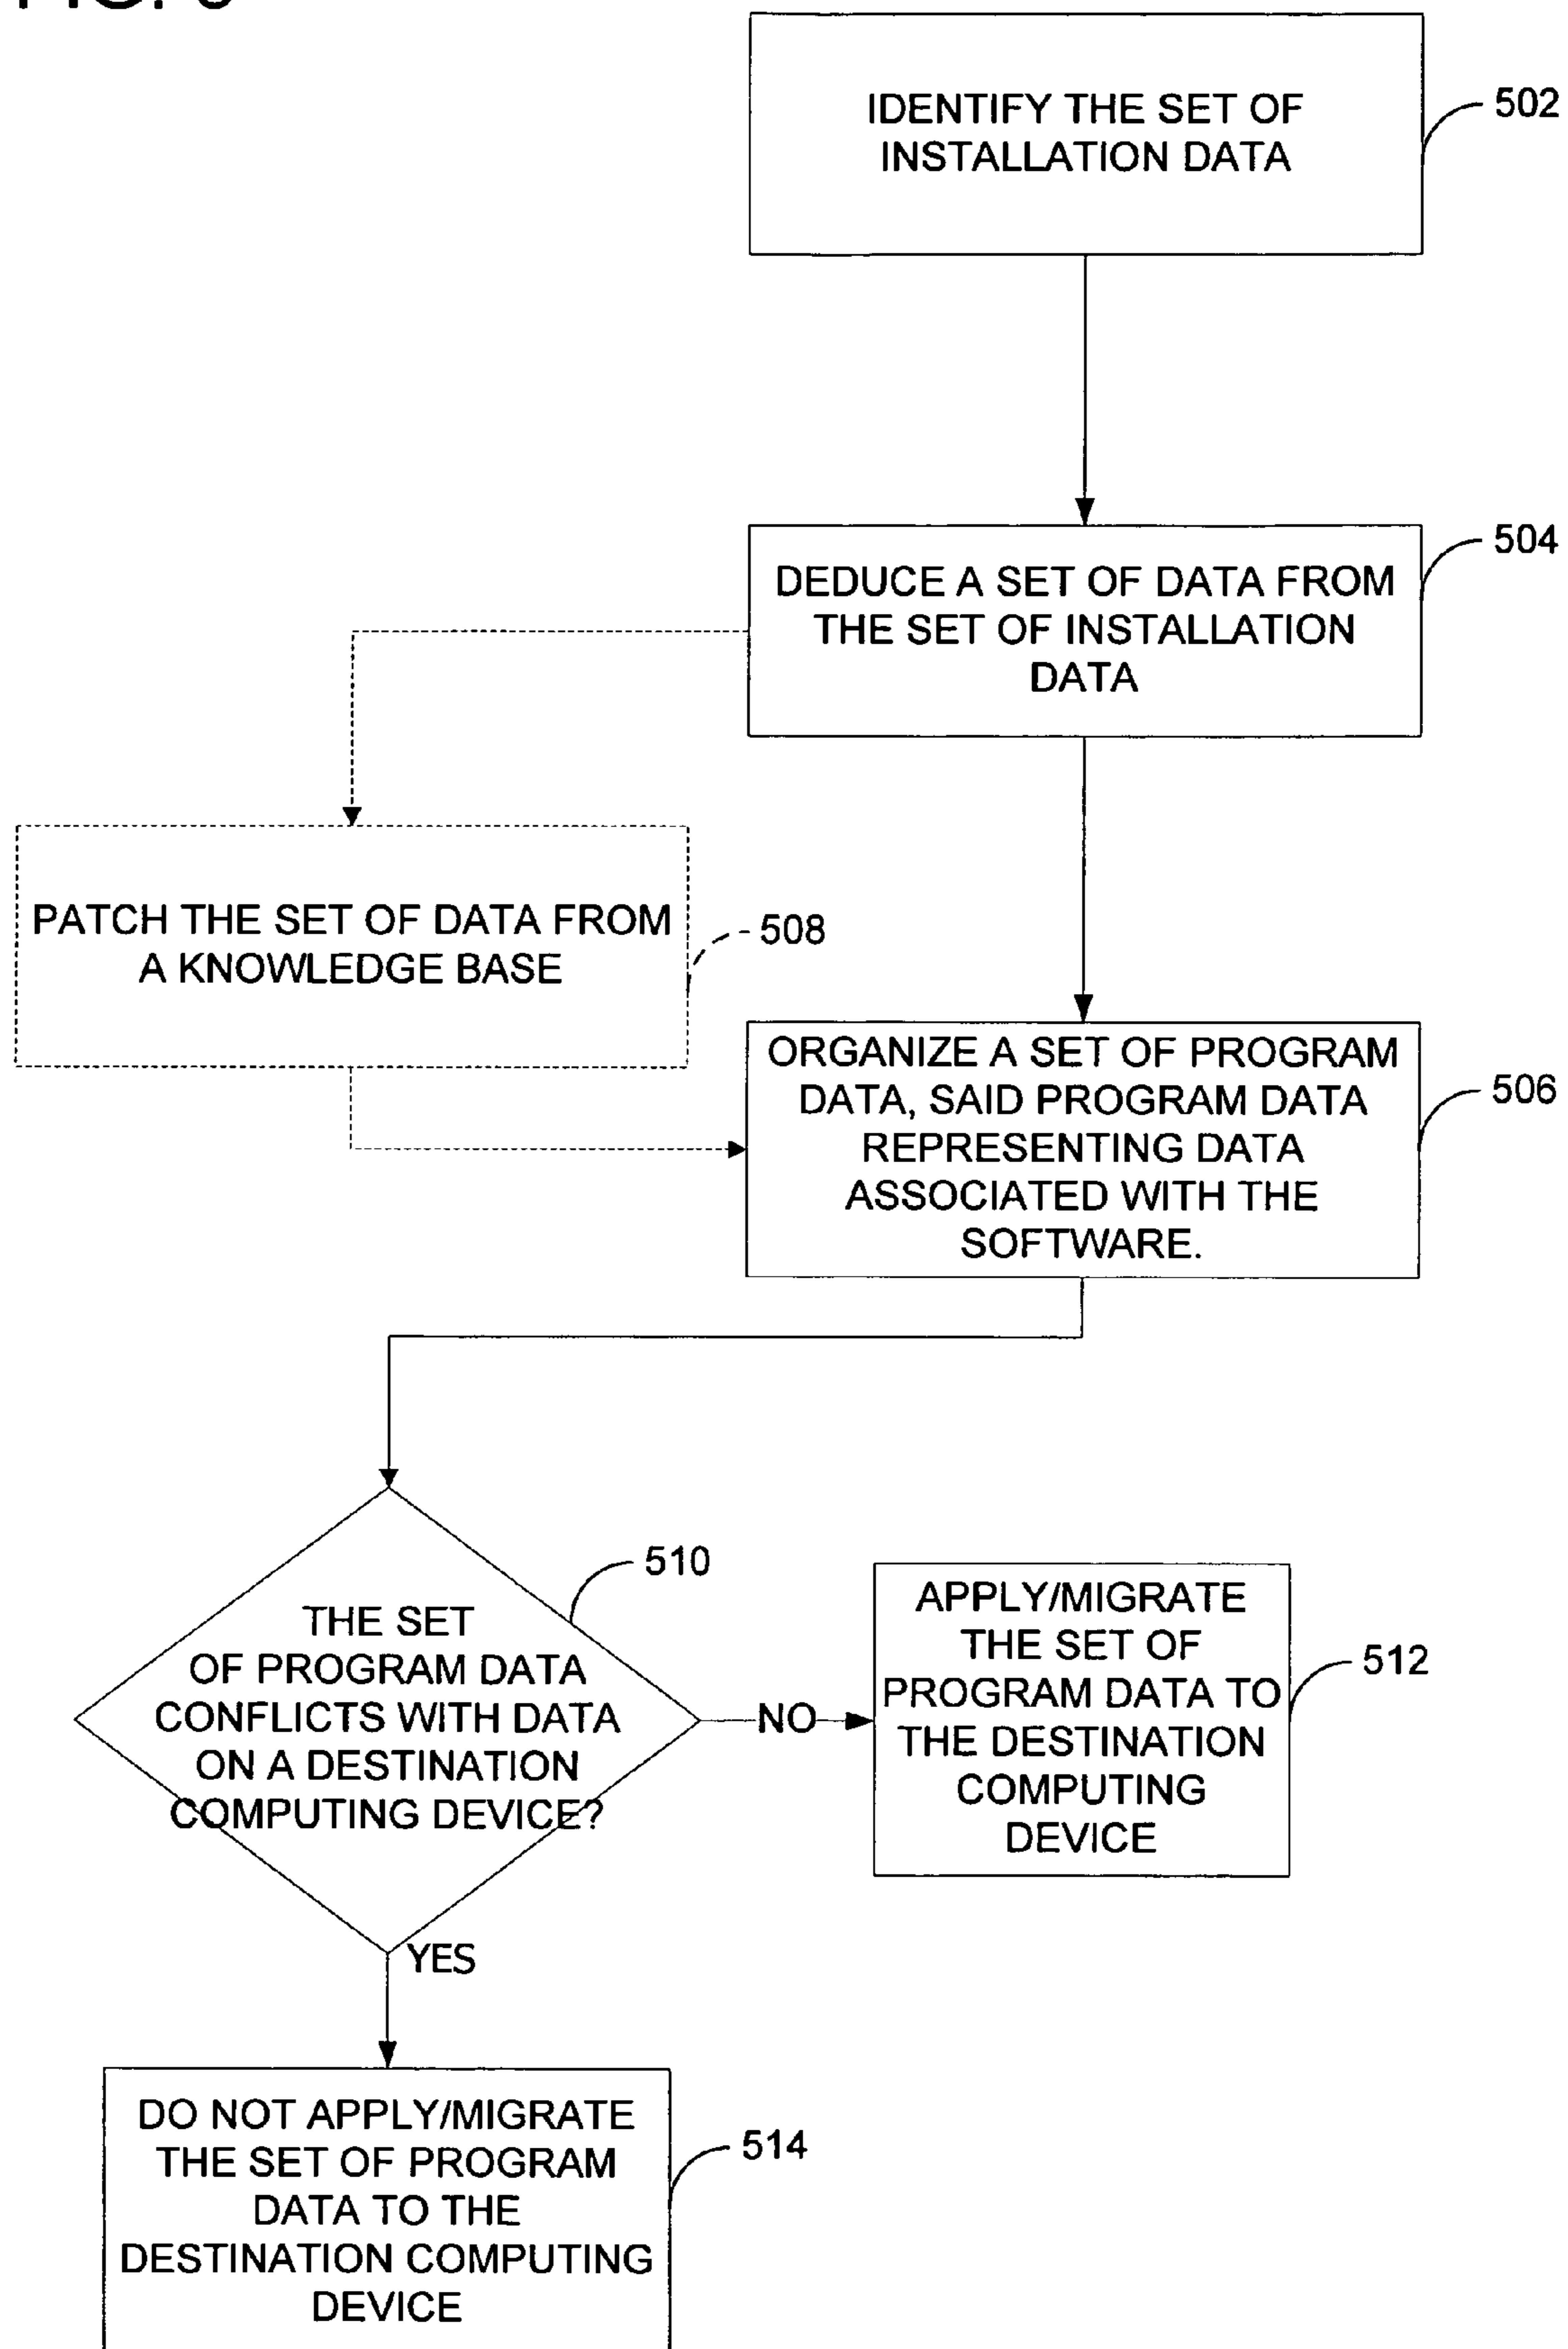 IDENTIFY THE SET OF
INSTALLATION DATA
502
DEDUCE A SET OF DATA FROM
THE SET OF INSTALLATION
DATA
504
PATCH THE SET OF DATA FROM
A KNOWLEDGE BASE
508
ORGANIZE A SET OF PROGRAM
DATA, SAID PROGRAM DATA
REPRESENTING DATA
ASSOCIATED WITH THE
SOFTWARE.
506
THE SET
OF PROGRAM DATA
CONFLICTS WITH DATA
ON A DESTINATION
COMPUTING DEVICE?
510
NO
APPLY/MIGRATE
THE SET OF
PROGRAM DATA TO
THE DESTINATION
COMPUTING
DEVICE
512
YES
DO NOT APPLY/MIGRATE
THE SET OF PROGRAM
DATA TO THE
DESTINATION COMPUTING
DEVICE
514